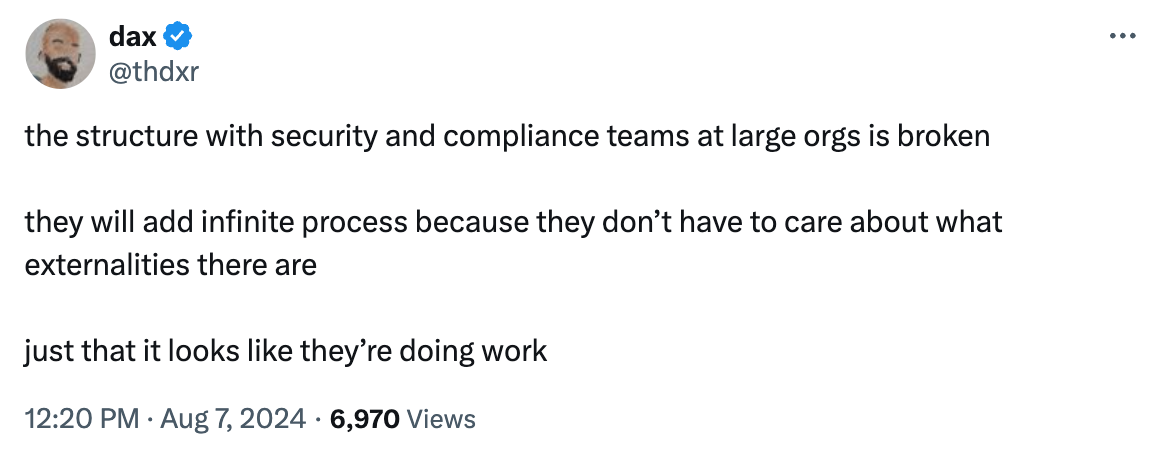 dax
@thdxr
the structure with security and compliance teams at large orgs is broken
they will add infinite process because they don’t have to care about what
externalities there are
just that it looks like they’re doing work
12:20 PM · Aug 7, 2024 · 6,970 Views